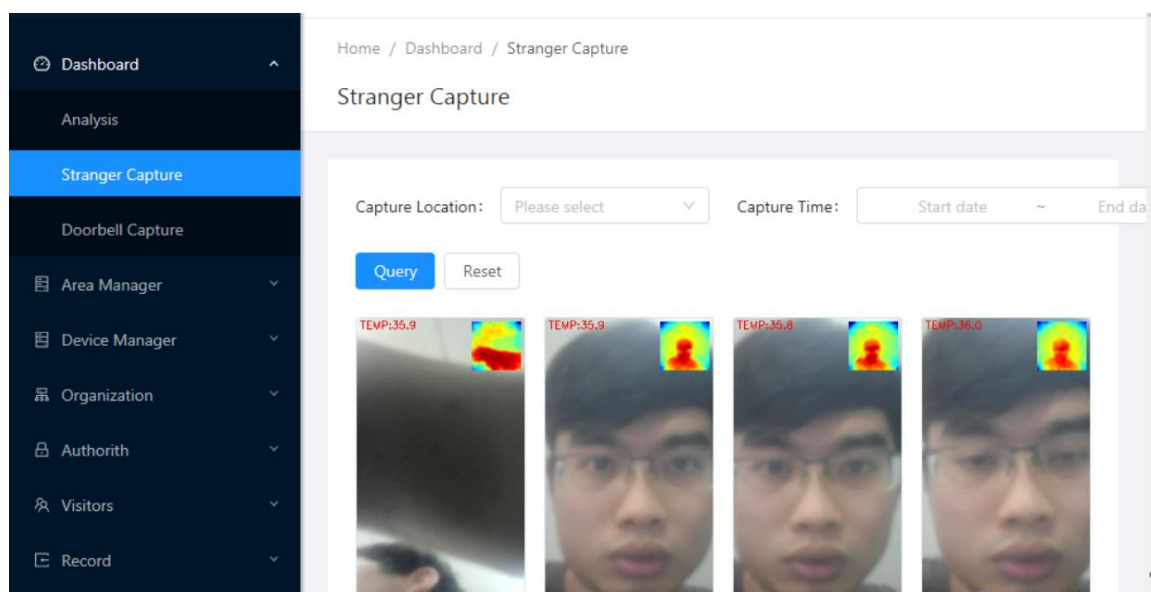 Dashboard
Analysis
Stranger Capture
Doorbell Capture
Area Manager
Device Manager
Organization
Authorith
Visitors
Record
Home / Dashboard / Stranger Capture
Stranger Capture
Capture Location: Please select Capture Time: Start date ~ End da
Query Reset
TEMP:35.9 TEMP:35.9 TEMP:35.8 TEMP:36.0